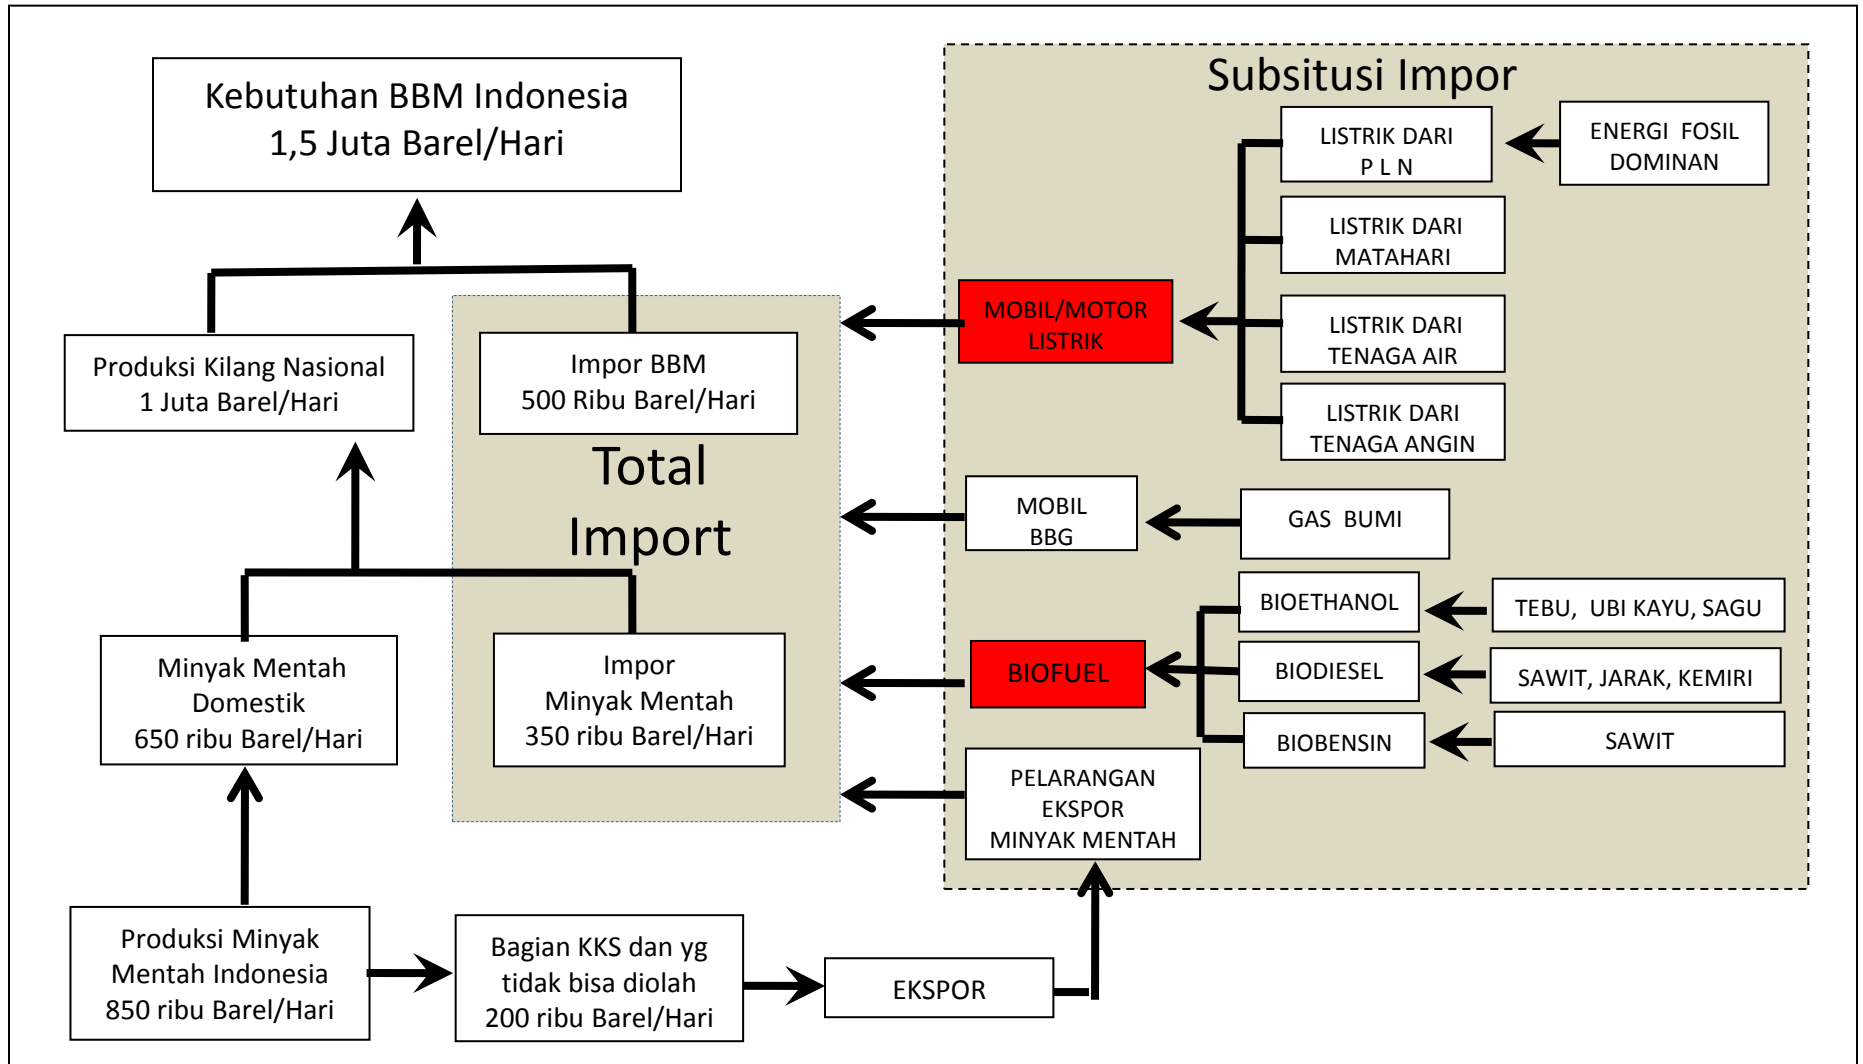 Kebutuhan BBM Indonesia
1,5 Juta Barel/Hari
Produksi Kilang Nasional
1 Juta Barel/Hari
Impor BBM
500 Ribu Barel/Hari
Total
Import
Minyak Mentah
Domestik
650 ribu Barel/Hari
Impor
Minyak Mentah
350 ribu Barel/Hari
Produksi Minyak
Mentah Indonesia
850 ribu Barel/Hari
Bagian KKS dan yg
tidak bisa diolah
200 ribu Barel/Hari
EKSPOR
Subsitusi Impor
MOBIL/MOTOR
LISTRIK
LISTRIK DARI
P L N
ENERGI FOSIL
DOMINAN
LISTRIK DARI
MATAHARI
LISTRIK DARI
TENAGA AIR
LISTRIK DARI
TENAGA ANGIN
MOBIL
BBG
GAS BUMI
BIOFUEL
BIOETHANOL
TEBU, UBI KAYU, SAGU
BIODIESEL
SAWIT, JARAK, KEMIRI
BIOBENSIN
SAWIT
PELARANGAN
EKSPOR
MINYAK MENTAH